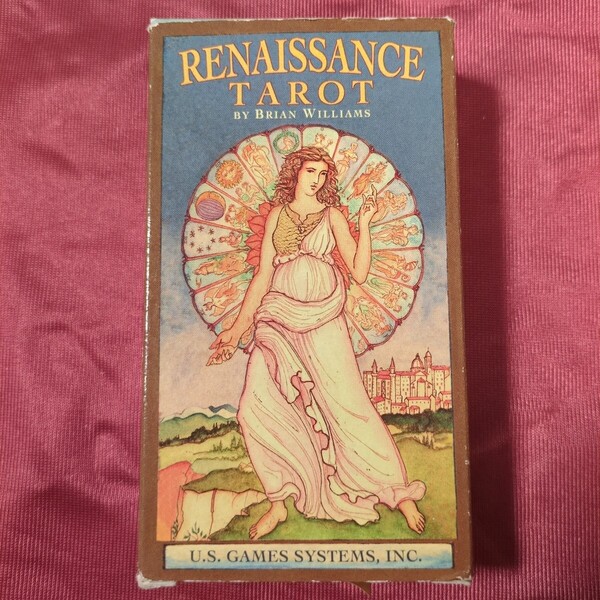 RENAISSANCE
TAROT
BY BRIAN WILLIAMS
U.S. GAMES SYSTEMS, INC.